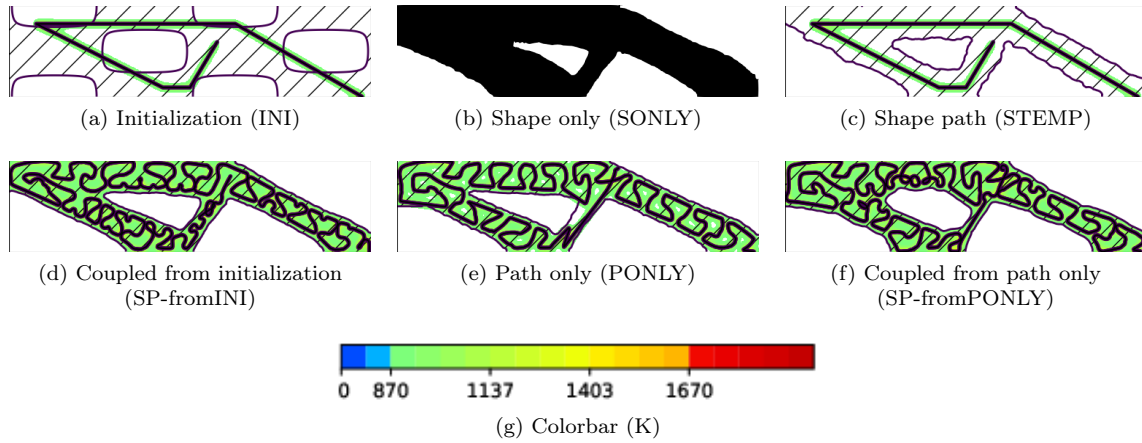 (a) Initialization (INI)
(b) Shape only (SONLY)
(c) Shape path (STEMP)
(d) Coupled from initialization
(SP-fromINI)
(e) Path only (PONLY)
(f) Coupled from path only
(SP-fromPONLY)
0 870 1137 1403 1670
(g) Colorbar (K)